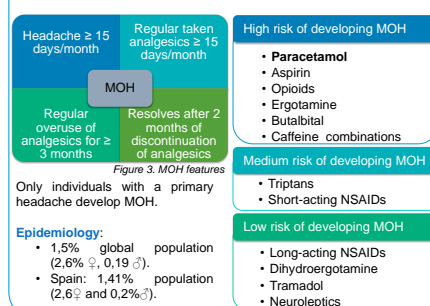 Headache ≥ 15
days/month
Regular taken
analgesics ≥ 15
days/month
MOH
Regular
overuse of
analgesics for ≥
3 months
Resolves after 2
months of
discontinuation
of analgesics
Figure 3. MOH features
Only individuals with a primary
headache develop MOH.
Epidemiology:
• 1,5% global population
(2,6% ♀, 0,19 ♂).
• Spain: 1,41% population
(2,6♀ and 0,2%♂).
High risk of developing MOH
• Paracetamol
• Aspirin
• Opioids
• Ergotamine
• Butalbital
• Caffeine combinations
Medium risk of developing MOH
• Triptans
• Short-acting NSAIDs
Low risk of developing MOH
• Long-acting NSAIDs
• Dihydroergotamine
• Tramadol
• Neuroleptics